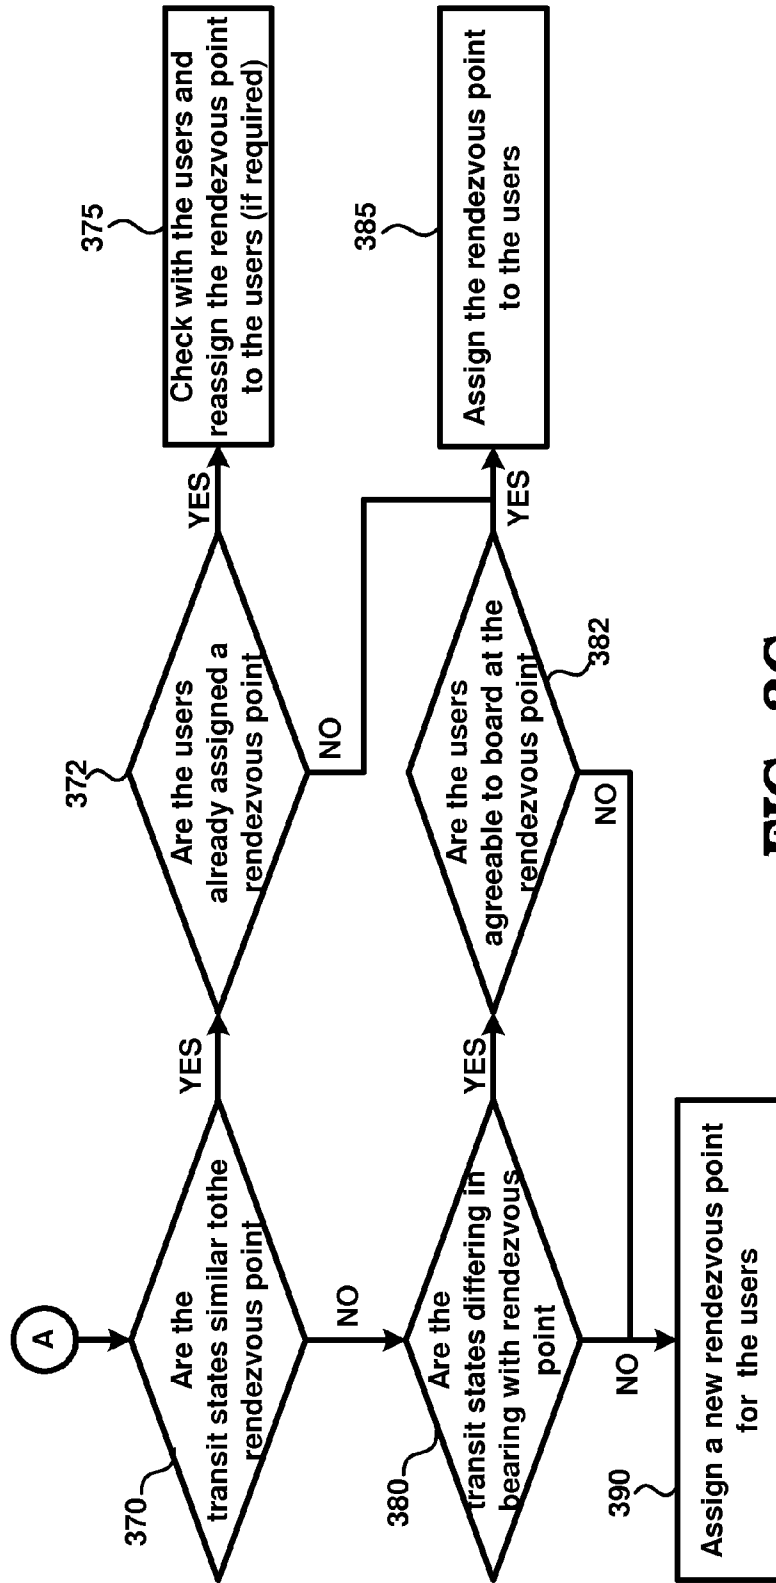 A
370
Are the
transit states similar tothe
rendezvous point
YES
NO
372
Are the users
already assigned a
rendezvous point
YES
NO
375
Check with the users and
reassign the rendezvous point
to the users (if required)
380
Are the
transit states differing in
bearing with rendezvous
point
YES
NO
382
Are the users
agreeable to board at the
rendezvous point
YES
NO
385
Assign the rendezvous point
to the users
390
Assign a new rendezvous point
for the users